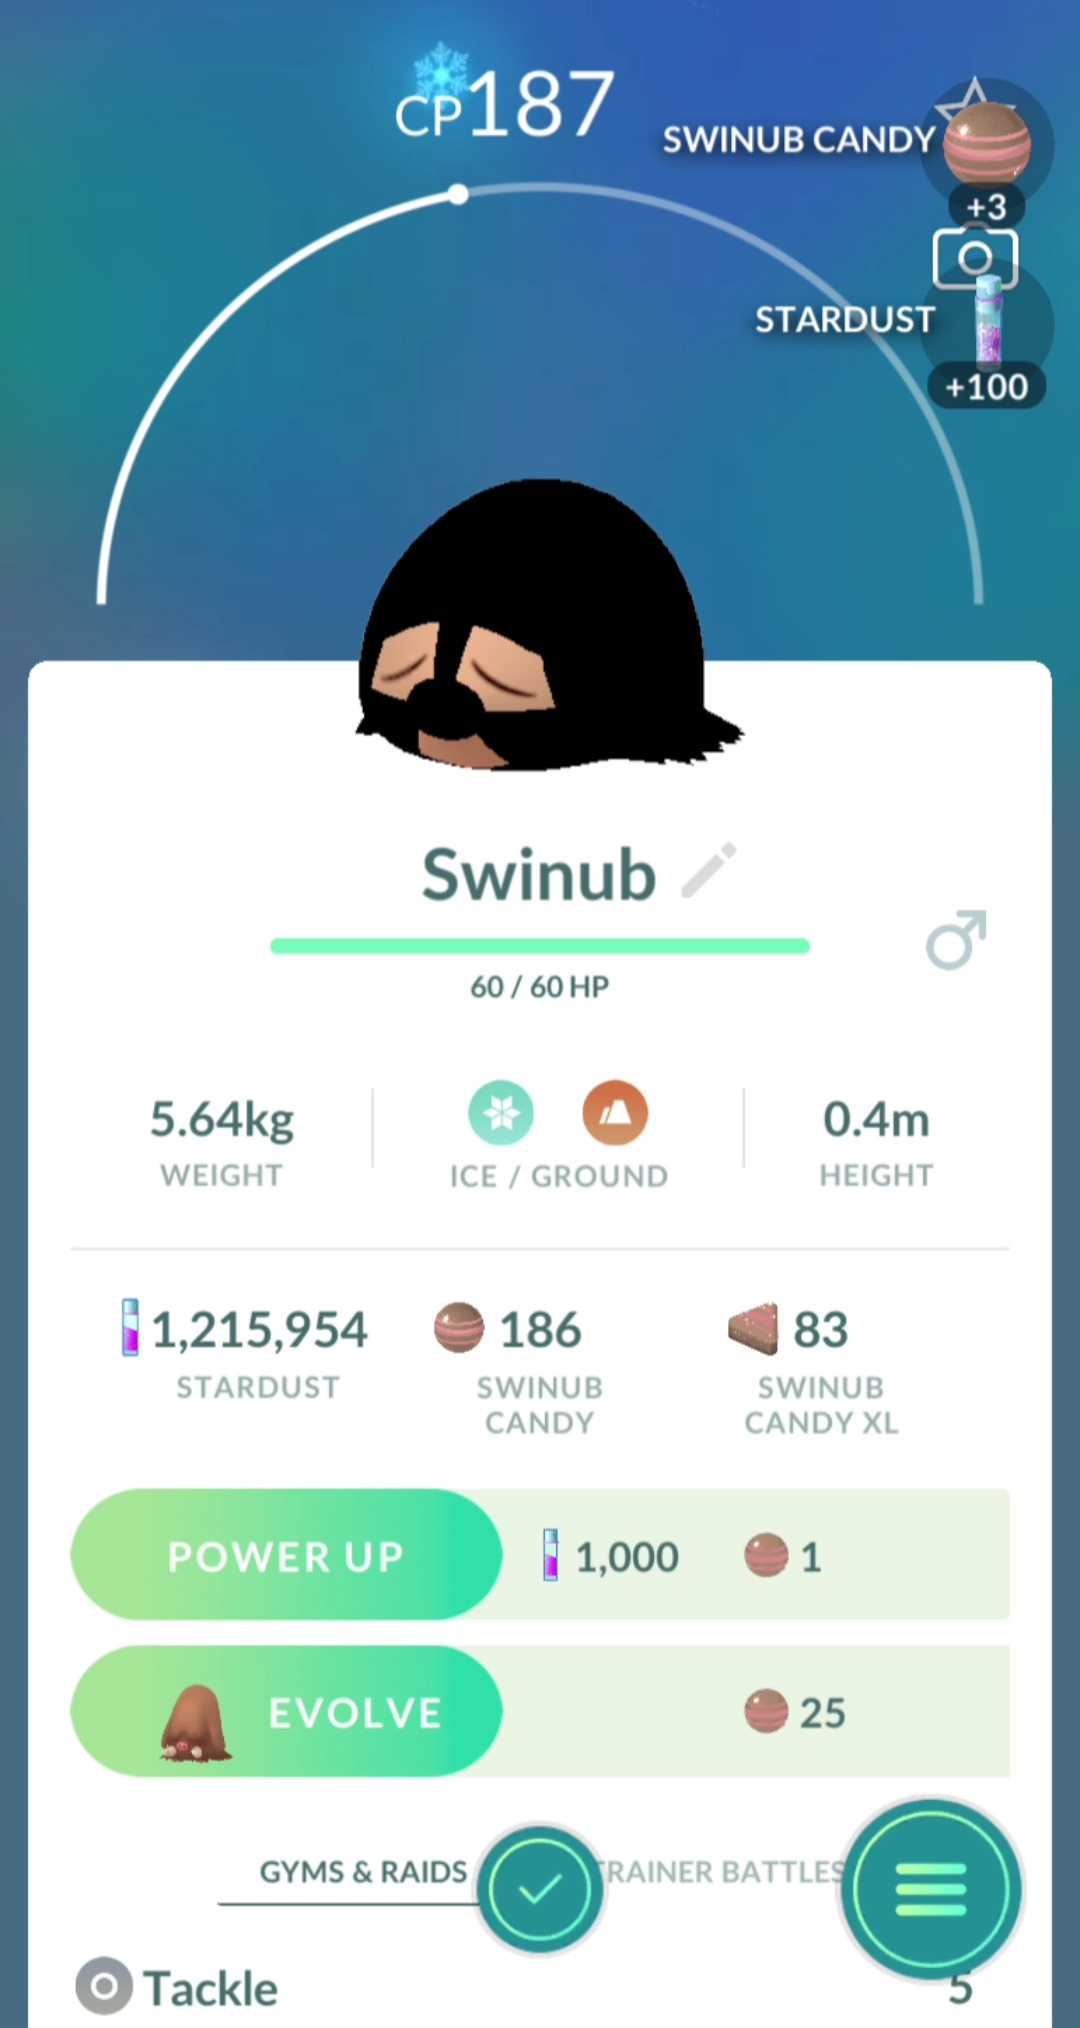 CP187
SWINUB CANDY
+3
STARDUST
+100
Swinub
60 / 60 HP
5.64kg
WEIGHT
ICE / GROUND
0.4m
HEIGHT
1,215,954
STARDUST
186
SWINUB
CANDY
83
SWINUB
CANDY XL
POWER UP
1,000
1
EVOLVE
25
GYMS & RAIDS
TRAINER BATTLES
Tackle
5